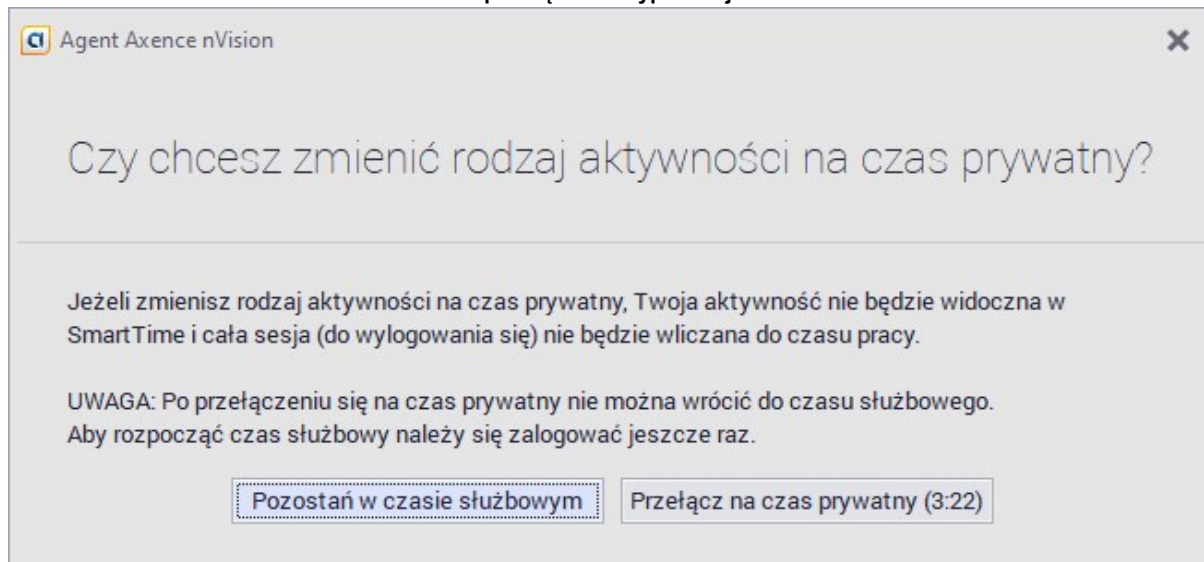 Agent Axence nVision
Czy chcesz zmienić rodzaj aktywności na czas prywatny?
Jeżeli zmienisz rodzaj aktywności na czas prywatny, Twoja aktywność nie będzie widoczna w
SmartTime i cała sesja (do wylogowania się) nie będzie wliczana do czasu pracy.
UWAGA: Po przełączeniu się na czas prywatny nie można wrócić do czasu służbowego.
Aby rozpocząć czas służbowy należy się zalogować jeszcze raz.
Pozostań w czasie służbowym
Przełącz na czas prywatny (3:22)